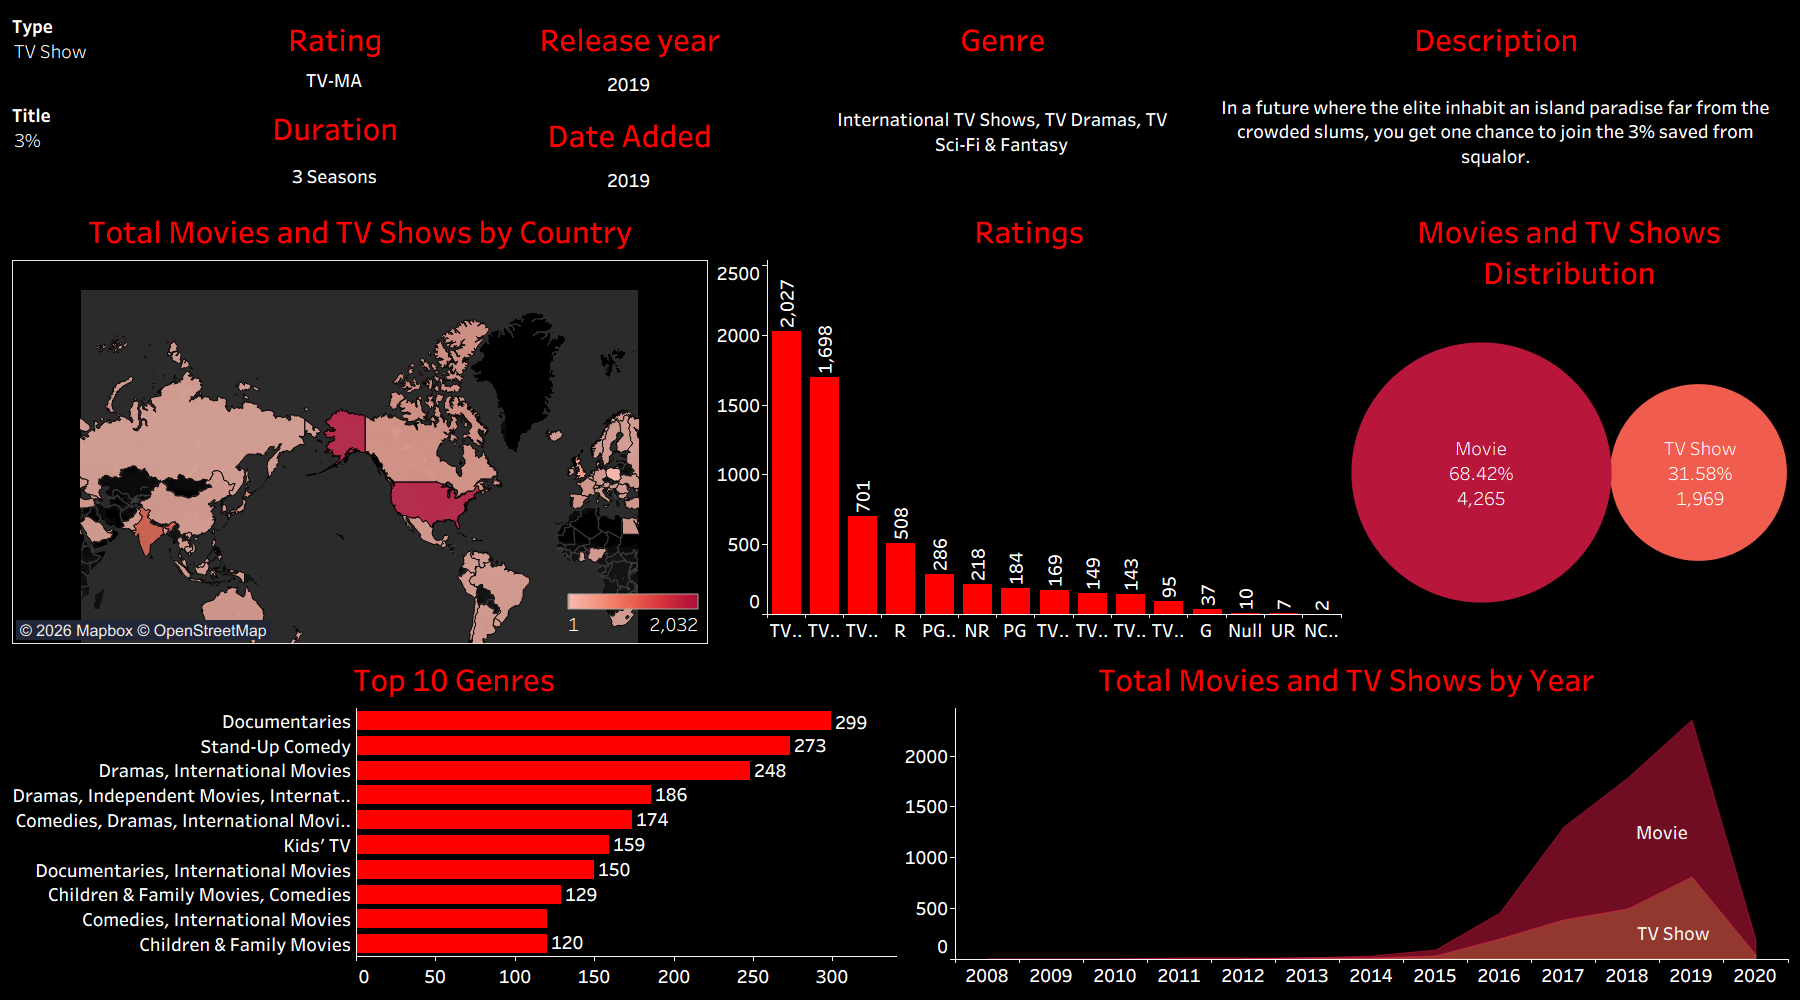 Type
TV Show
Title
3%
Rating
TV-MA
Duration
3 Seasons
Release year
2019
Date Added
2019
Genre
International TV Shows, TV Dramas, TV
Sci-Fi & Fantasy
Description
In a future where the elite inhabit an island paradise far from the
crowded slums, you get one chance to join the 3% saved from
squalor.
Total Movies and TV Shows by Country
© 2026 Mapbox © OpenStreetMap
1
2,032
Ratings
2500
2000
1500
1000
500
0
2,027
1,698
701
508
286
218
184
169
149
143
95
37
10
7
2
TV.. TV.. TV.. R PG.. NR PG TV.. TV.. TV.. TV.. G Null UR NC..
Movies and TV Shows
Distribution
Movie
68.42%
4,265
TV Show
31.58%
1,969
Top 10 Genres
Documentaries 299
Stand-Up Comedy 273
Dramas, International Movies 248
Dramas, Independent Movies, Internat.. 186
Comedies, Dramas, International Movi.. 174
Kids’ TV 159
Documentaries, International Movies 150
Children & Family Movies, Comedies 129
Comedies, International Movies
Children & Family Movies 120
0 50 100 150 200 250 300
Total Movies and TV Shows by Year
2000
1500
1000
500
0
Movie
TV Show
2008 2009 2010 2011 2012 2013 2014 2015 2016 2017 2018 2019 2020